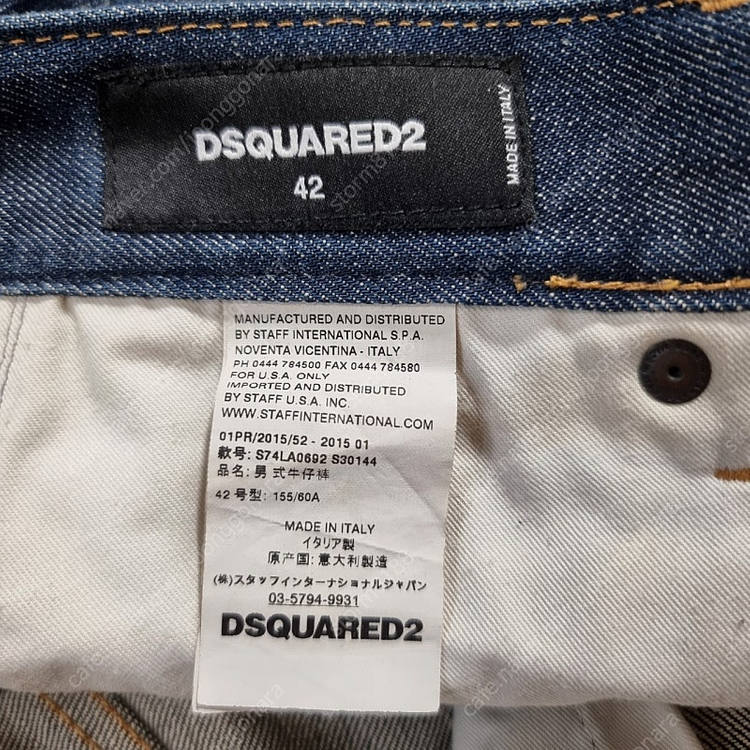 DSQUARED2
42
MADE IN ITALY
MANUFACTURED AND DISTRIBUTED
BY STAFF INTERNATIONAL S.P.A.
NOVENTA VICENTINA - ITALY
PH 0444 784500 FAX 0444 784580
FOR U.S.A. ONLY
IMPORTED AND DISTRIBUTED
BY STAFF U.S.A. INC.
WWW.STAFFINTERNATIONAL.COM
01PR/2015/52 - 2015 01
款号: S74LA0692 S30144
品名: 男式牛仔裤
42 号型: 155/60A
MADE IN ITALY
イタリア製
原产国: 意大利製造
(株)スタッフインターナショナルジャパン
03-5794-9931
DSQUARED2